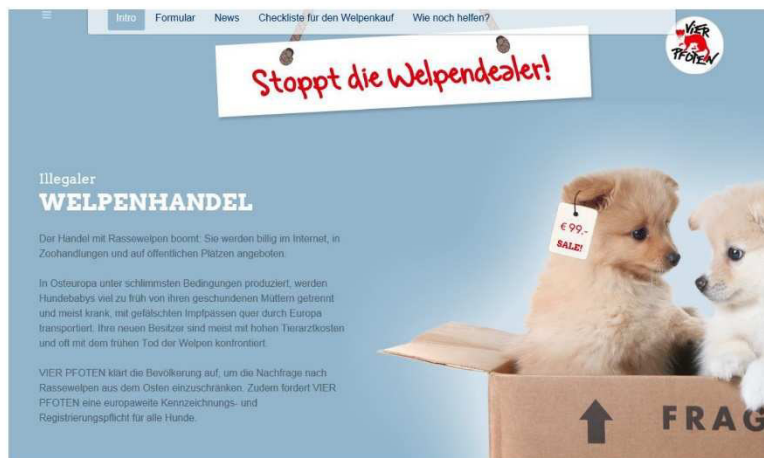 Intro Formular News Checkliste für den Welpenkauf Wie noch helfen?
Stoppt die Welpendealer!
VIER
PFOTEN
Illegaler
WELPENHANDEL
Der Handel mit Rassewelpen boomt: Sie werden billig im Internet, in
Zoohandlungen und auf öffentlichen Plätzen angeboten.
In Osteuropa unter schlimmsten Bedingungen produziert, werden
Hundebabys viel zu früh von ihren geschundenen Müttern getrennt
und meist krank, mit gefälschten Impfpässen quer durch Europa
transportiert. Ihre neuen Besitzer sind meist mit hohen Tierarztkosten
und oft mit dem frühen Tod der Welpen konfrontiert.
VIER PFOTEN klärt die Bevölkerung auf, um die Nachfrage nach
Rassewelpen aus dem Osten einzuschränken. Zudem fordert VIER
PFOTEN eine europaweite Kennzeichnungs- und
Registrierungspflicht für alle Hunde.
€ 99,-
SALE!
FRAG